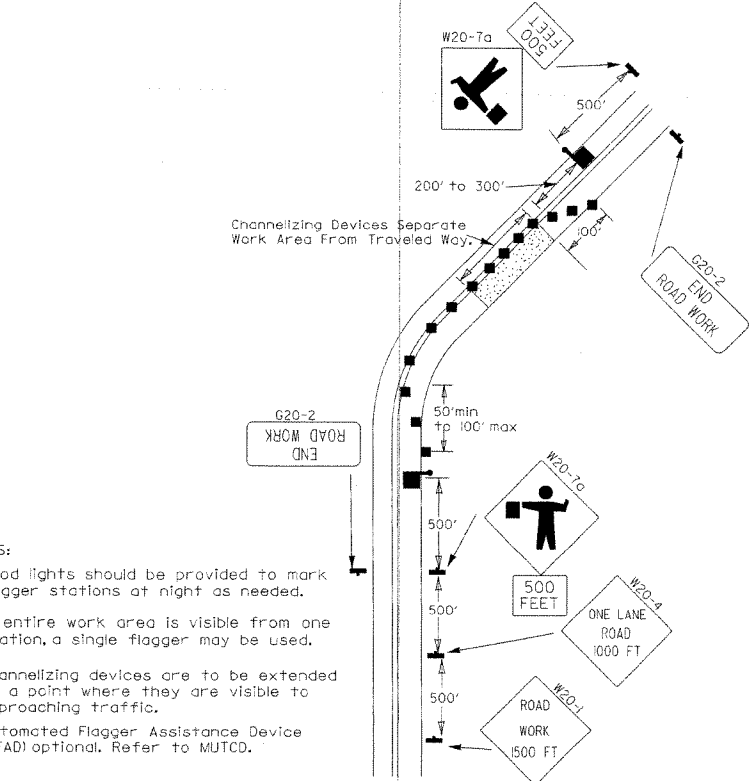 W20-7a
500
FEET
500'
200' to 300'
Channelizing Devices Separate
Work Area From Traveled Way.
100'
G20-2
END
ROAD WORK
G20-2
END
ROAD WORK
50'min
to 100' max
500'
W20-7a
500
FEET
500'
W20-4
ONE LANE
ROAD
1000 FT
500'
W20-1
ROAD
WORK
1500 FT
S:
od lights should be provided to mark
gger stations at night as needed.
entire work area is visible from one
ation, a single flagger may be used.
annelizing devices are to be extended
a point where they are visible to
proaching traffic.
tomated Flagger Assistance Device
FAD) optional. Refer to MUTCD.